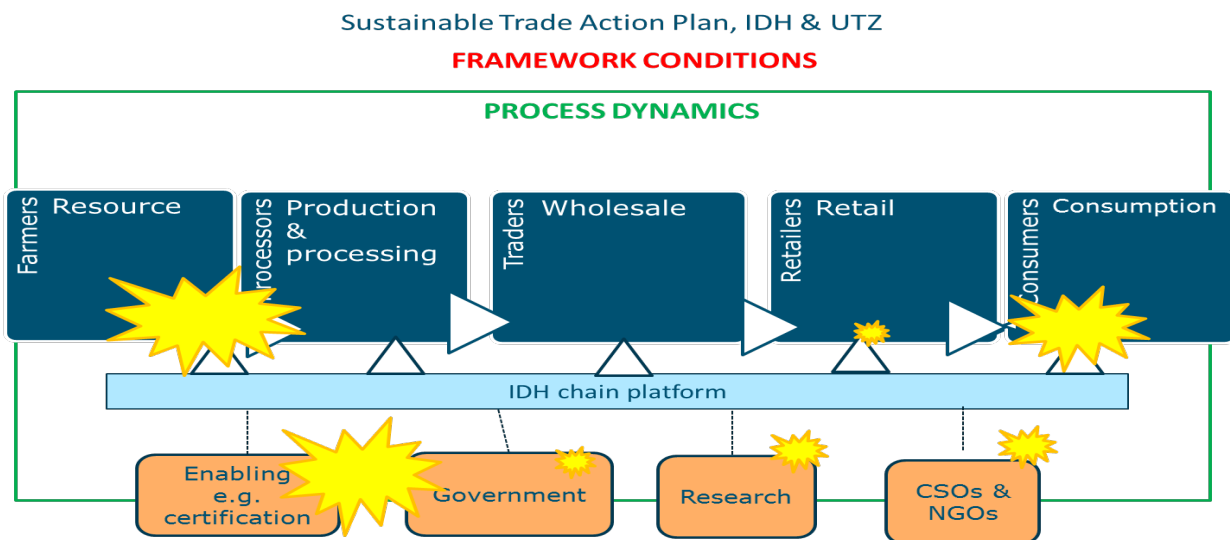 Sustainable Trade Action Plan, IDH & UTZ
FRAMEWORK CONDITIONS
PROCESS DYNAMICS
Farmers
Resource
rocessors
Production
&
processing
Traders
Wholesale
Retailers
Retail
Consumers
Consumption
IDH chain platform
Enabling
e.g.
certification
Government
Research
CSOs &
NGOs